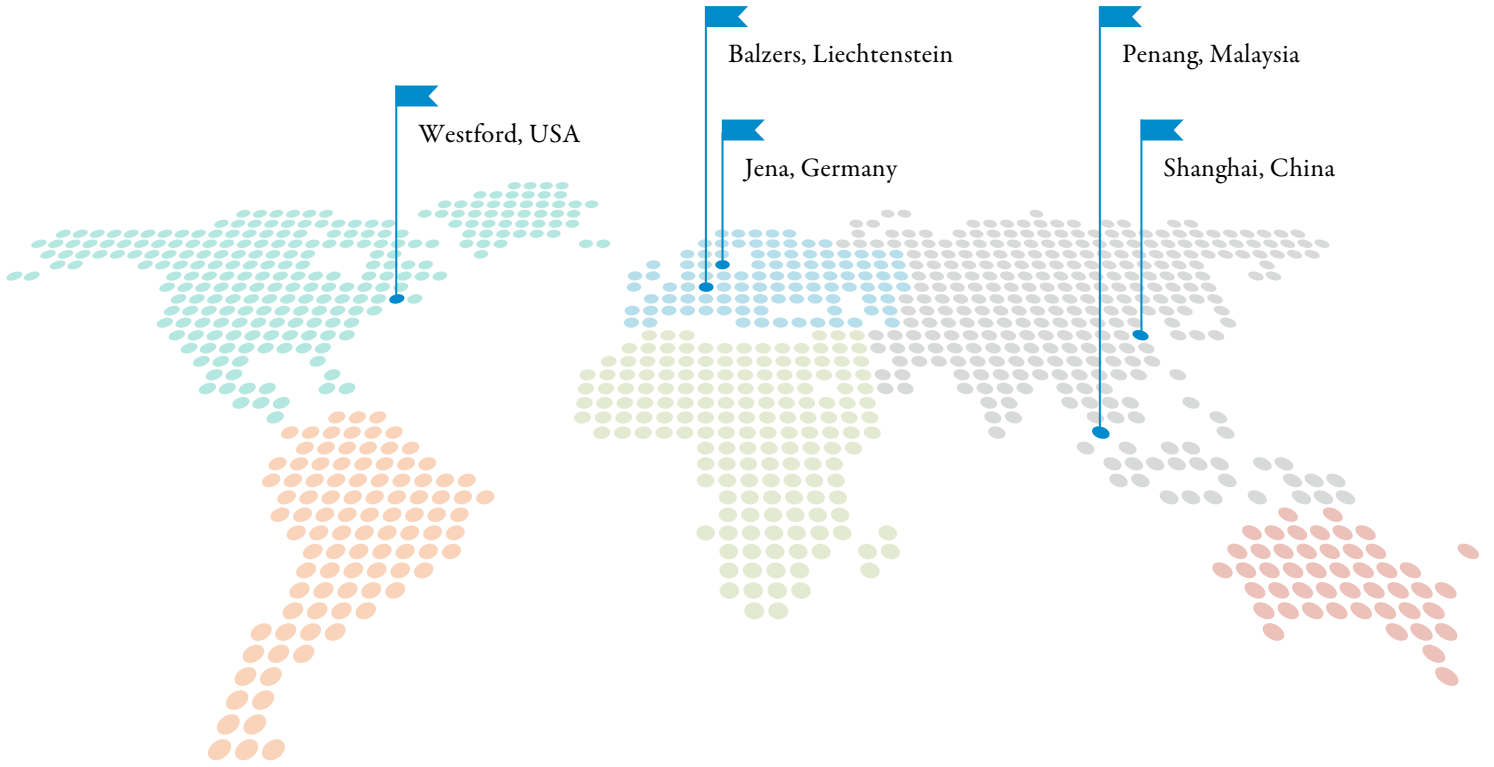 Balzers, Liechtenstein
Penang, Malaysia
Westford, USA
Jena, Germany
Shanghai, China